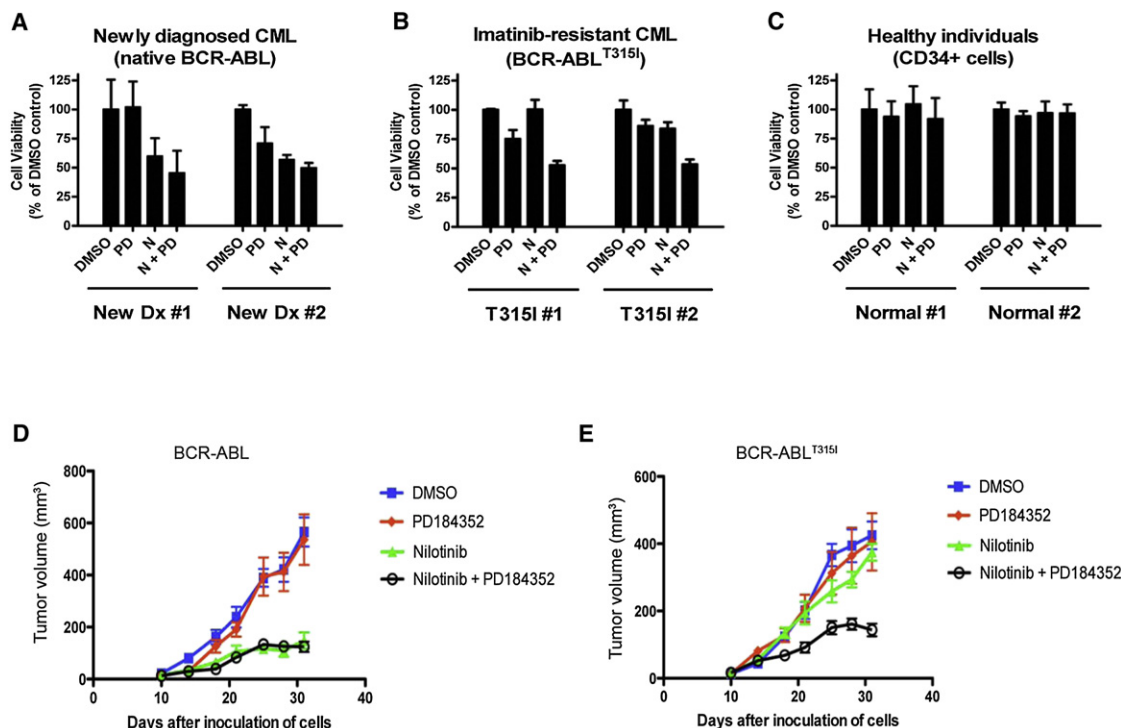 A
Newly diagnosed CML
(native BCR-ABL)
Cell Viability
(% of DMSO control)
125
100
75
50
25
0
DMSO
PD
N
N + PD
DMSO
PD
N
N + PD
New Dx #1
New Dx #2
B
Imatinib-resistant CML
(BCR-ABL^T315I)
Cell Viability
(% of DMSO control)
125
100
75
50
25
0
DMSO
PD
N
N + PD
DMSO
PD
N
N + PD
T315I #1
T315I #2
C
Healthy individuals
(CD34+ cells)
Cell Viability
(% of DMSO control)
125
100
75
50
25
0
DMSO
PD
N
N + PD
DMSO
PD
N
N + PD
Normal #1
Normal #2
D
BCR-ABL
Tumor volume (mm³)
800
600
400
200
0
0
10
20
30
40
Days after inoculation of cells
DMSO
PD184352
Nilotinib
Nilotinib + PD184352
E
BCR-ABL^T315I
Tumor volume (mm³)
600
400
200
0
0
10
20
30
40
Days after inoculation of cells
DMSO
PD184352
Nilotinib
Nilotinib + PD184352